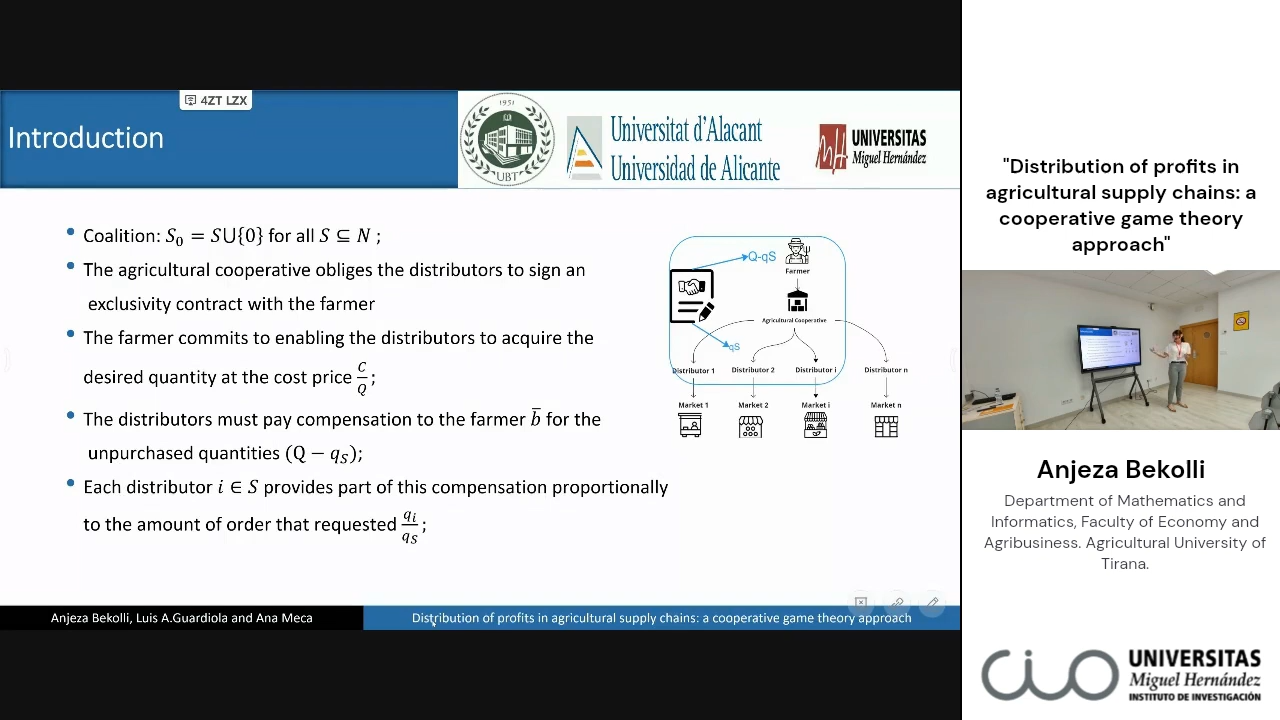 4ZT LZX
Introduction
1951
UBT
Universitat d'Alacant
Universidad de Alicante
UNIVERSITAS
Miguel Hernández
Coalition: S₀ = S⋃{0} for all S ⊆ N ;
The agricultural cooperative obliges the distributors to sign an
exclusivity contract with the farmer
The farmer commits to enabling the distributors to acquire the
desired quantity at the cost price C/Q;
The distributors must pay compensation to the farmer b̅ for the
unpurchased quantities (Q − q_S);
Each distributor i ∈ S provides part of this compensation proportionally
to the amount of order that requested q_i/q_S ;
Q-qS
Farmer
Agricultural Cooperative
qS
Distributor 1
Distributor 2
Distributor i
Distributor n
Market 1
Market 2
Market i
Market n
Anjeza Bekolli, Luis A.Guardiola and Ana Meca
Distribution of profits in agricultural supply chains: a cooperative game theory approach
"Distribution of profits in
agricultural supply chains: a
cooperative game theory
approach"
Anjeza Bekolli
Department of Mathematics and
Informatics, Faculty of Economy and
Agribusiness. Agricultural University of
Tirana.
CIO
UNIVERSITAS
Miguel Hernández
INSTITUTO DE INVESTIGACIÓN